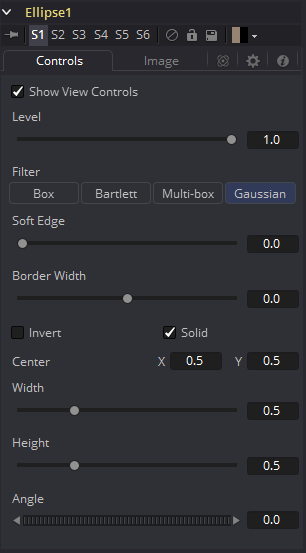 Ellipse1
S1 S2 S3 S4 S5 S6
Controls Image
Show View Controls
Level
1.0
Filter
Box Bartlett Multi-box Gaussian
Soft Edge
0.0
Border Width
0.0
Invert Solid
Center X 0.5 Y 0.5
Width
0.5
Height
0.5
Angle
0.0